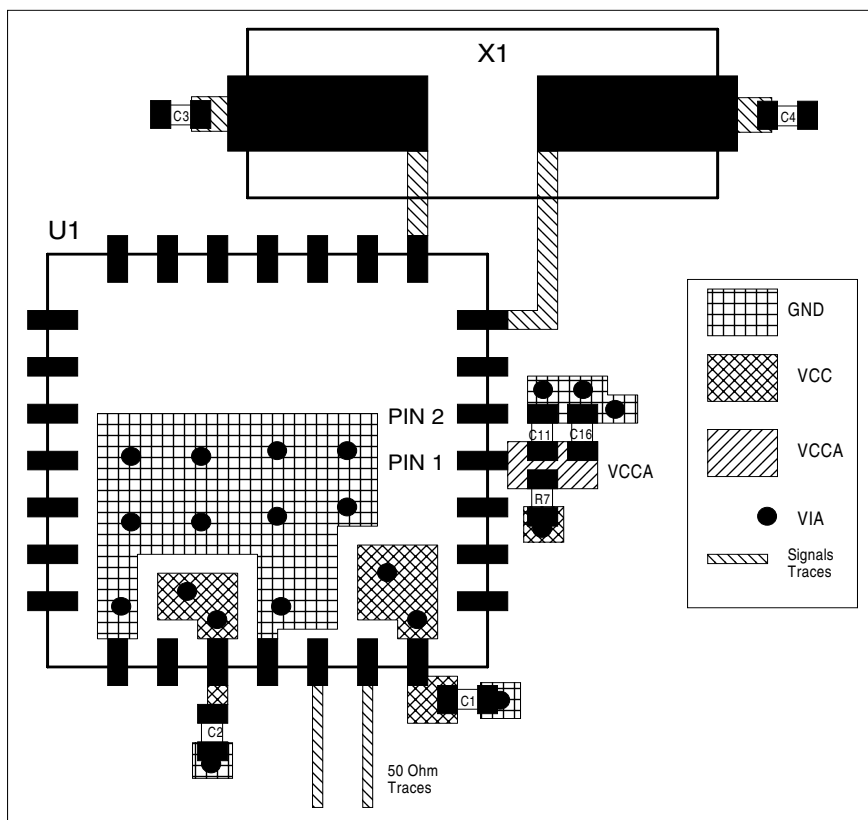 X1
C3
C4
U1
GND
VCC
VCCA
VIA
Signals
Traces
PIN 2
PIN 1
C11
C16
VCCA
R7
C1
C2
50 Ohm
Traces